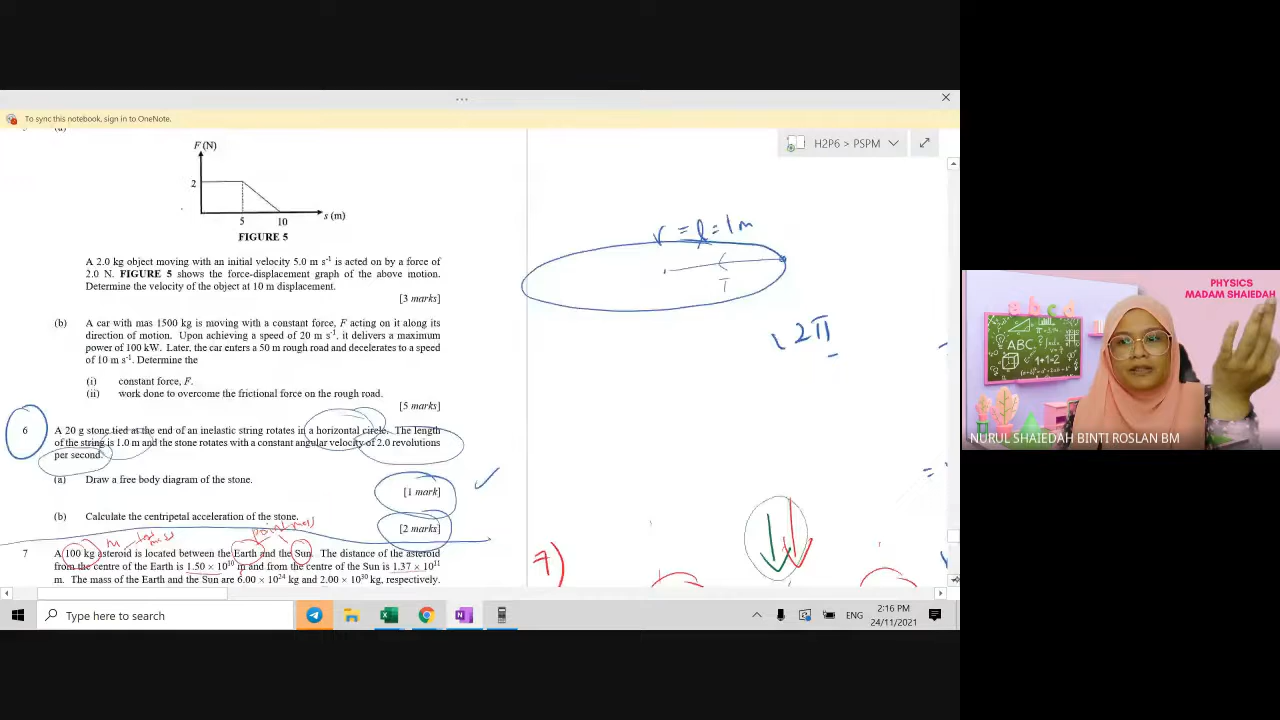 To sync this notebook, sign in to OneNote.
H2P6 > PSPM
F (N)
2
5
10
s (m)
FIGURE 5
A 2.0 kg object moving with an initial velocity 5.0 m s⁻¹ is acted on by a force of
2.0 N. FIGURE 5 shows the force-displacement graph of the above motion.
Determine the velocity of the object at 10 m displacement.
[3 marks]
(b) A car with mas 1500 kg is moving with a constant force, F acting on it along its
direction of motion. Upon achieving a speed of 20 m s⁻¹, it delivers a maximum
power of 100 kW. Later, the car enters a 50 m rough road and decelerates to a speed
of 10 m s⁻¹. Determine the
(i) constant force, F.
(ii) work done to overcome the frictional force on the rough road.
[5 marks]
6 A 20 g stone tied at the end of an inelastic string rotates in a horizontal circle. The length
of the string is 1.0 m and the stone rotates with a constant angular velocity of 2.0 revolutions
per second.
(a) Draw a free body diagram of the stone.
[1 mark]
(b) Calculate the centripetal acceleration of the stone.
[2 marks]
point mass
7 A 100 kg asteroid is located between the Earth and the Sun. The distance of the asteroid
from the centre of the Earth is 1.50 × 10¹⁰ m and from the centre of the Sun is 1.37 × 10¹¹
m. The mass of the Earth and the Sun are 6.00 × 10²⁴ kg and 2.00 × 10³⁰ kg, respectively.
r = l = 1 m
T
2π
7)
PHYSICS
MADAM SHAIEDAH
abcd
ABC
1+1=2
NURUL SHAIEDAH BINTI ROSLAN BM
Type here to search
ENG
2:16 PM
24/11/2021